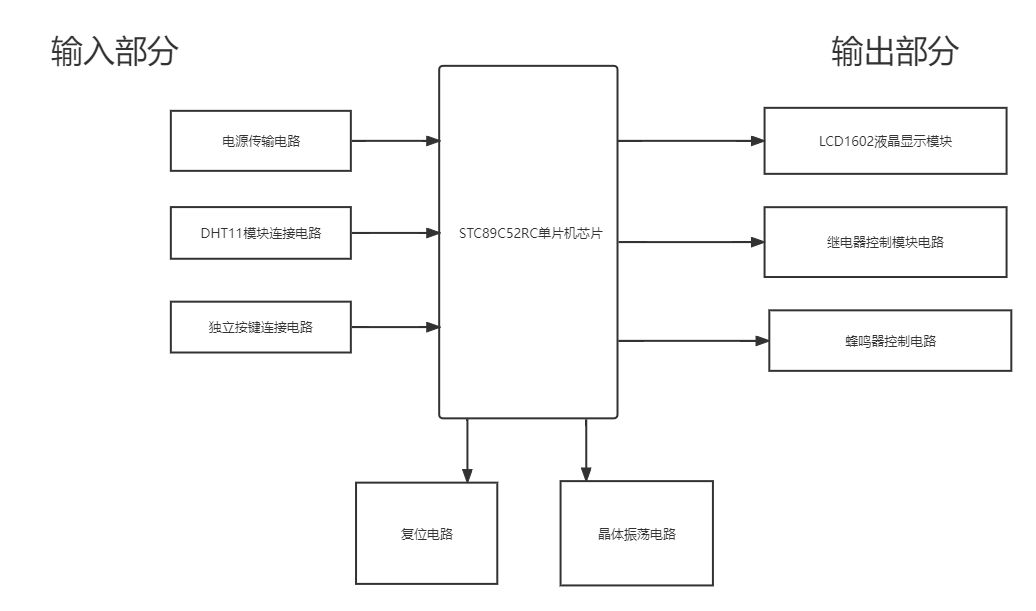 输入部分
输出部分
电源传输电路
LCD1602液晶显示模块
DHT11模块连接电路
STC89C52RC单片机芯片
继电器控制模块电路
独立按键连接电路
蜂鸣器控制电路
复位电路
晶体振荡电路